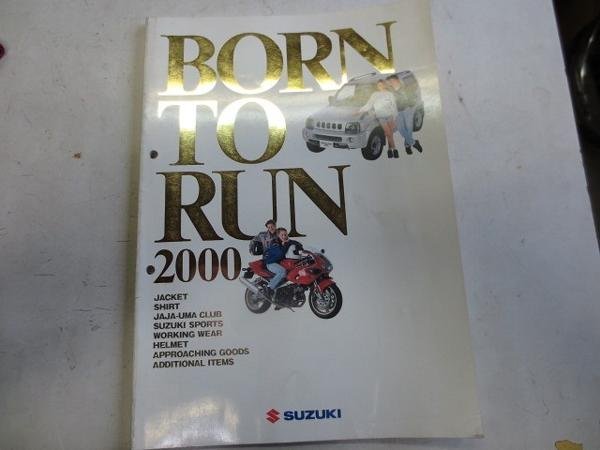 BORN
TO
RUN
2000
JACKET
SHIRT
JAJA-UMA CLUB
SUZUKI SPORTS
WORKING WEAR
HELMET
APPROACHING GOODS
ADDITIONAL ITEMS
SUZUKI